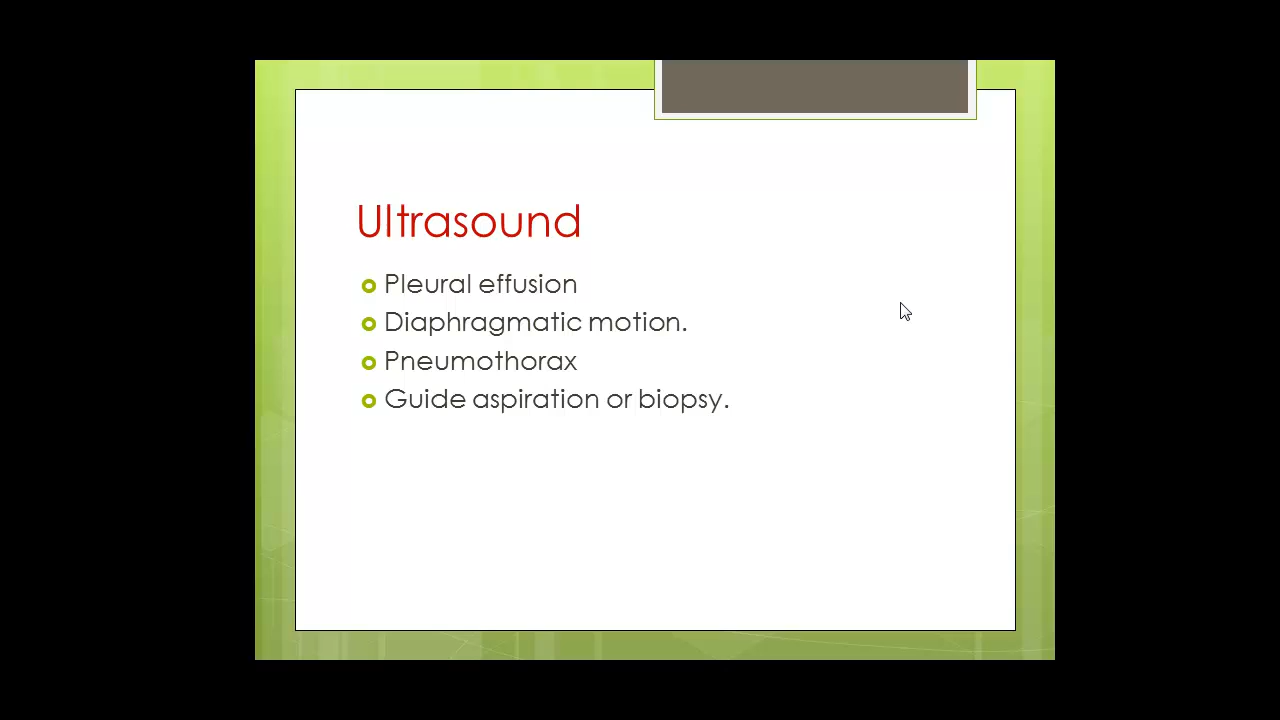 Ultrasound
Pleural effusion
Diaphragmatic motion.
Pneumothorax
Guide aspiration or biopsy.